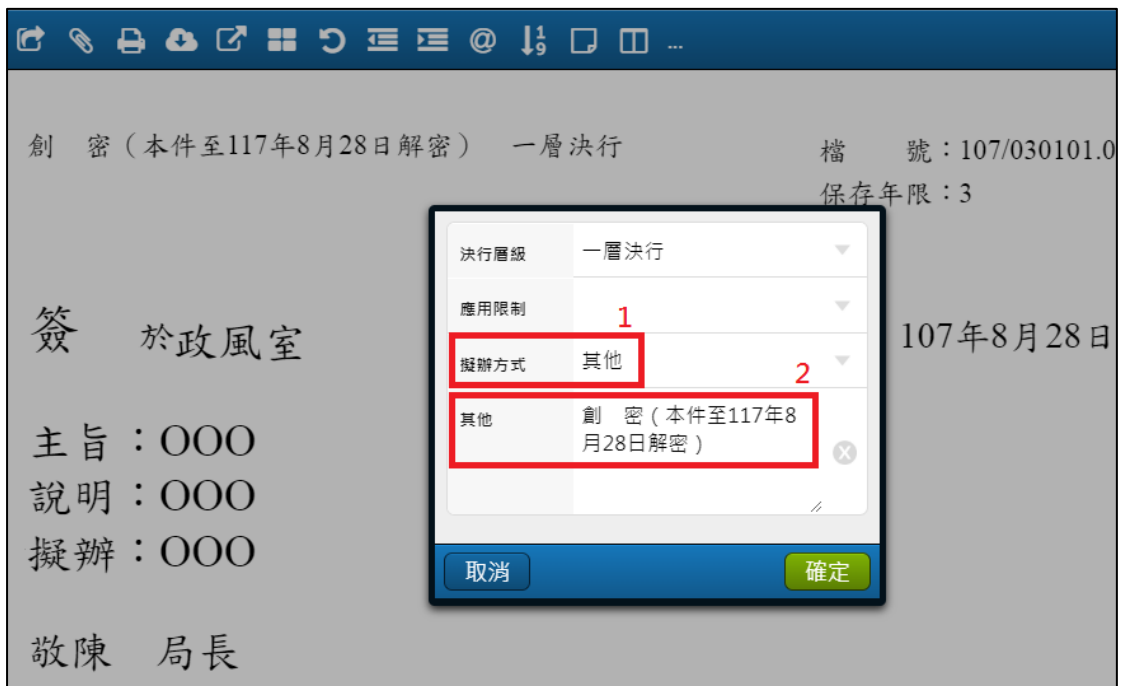 創　密（本件至117年8月28日解密）　一層決行
檔　　號：107/030101.0
保存年限：3
簽　於政風室
107年8月28日
主旨：OOO
說明：OOO
擬辦：OOO
敬陳　局長
決行層級　一層決行
應用限制
1
擬辦方式　其他
2
其他　創　密（本件至117年8
月28日解密）
取消　確定